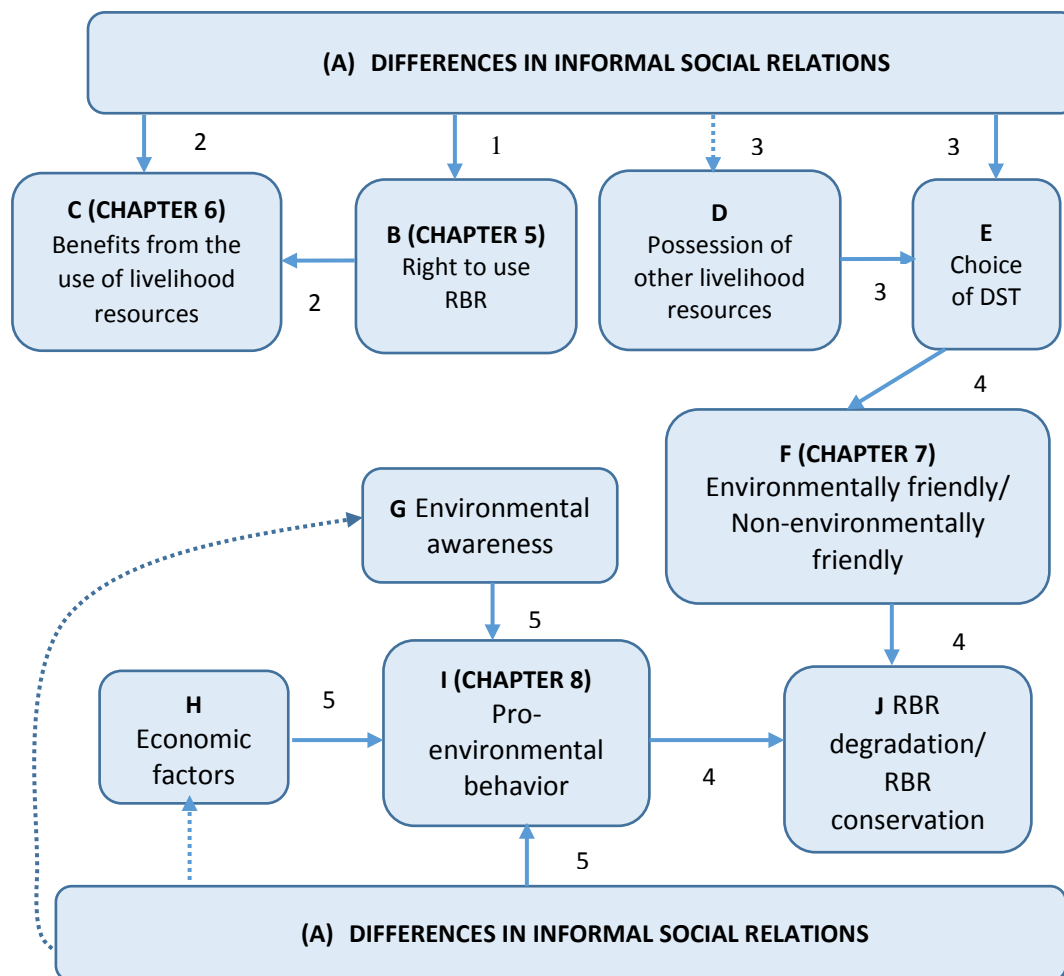 (A) DIFFERENCES IN INFORMAL SOCIAL RELATIONS
2
1
3
3
C (CHAPTER 6)
Benefits from the
use of livelihood
resources
B (CHAPTER 5)
Right to use
RBR
D
Possession of
other livelihood
resources
E
Choice
of DST
2
3
4
F (CHAPTER 7)
Environmentally friendly/
Non-environmentally
friendly
G Environmental
awareness
5
4
H
Economic
factors
5
I (CHAPTER 8)
Pro-
environmental
behavior
4
J RBR
degradation/
RBR
conservation
5
(A) DIFFERENCES IN INFORMAL SOCIAL RELATIONS